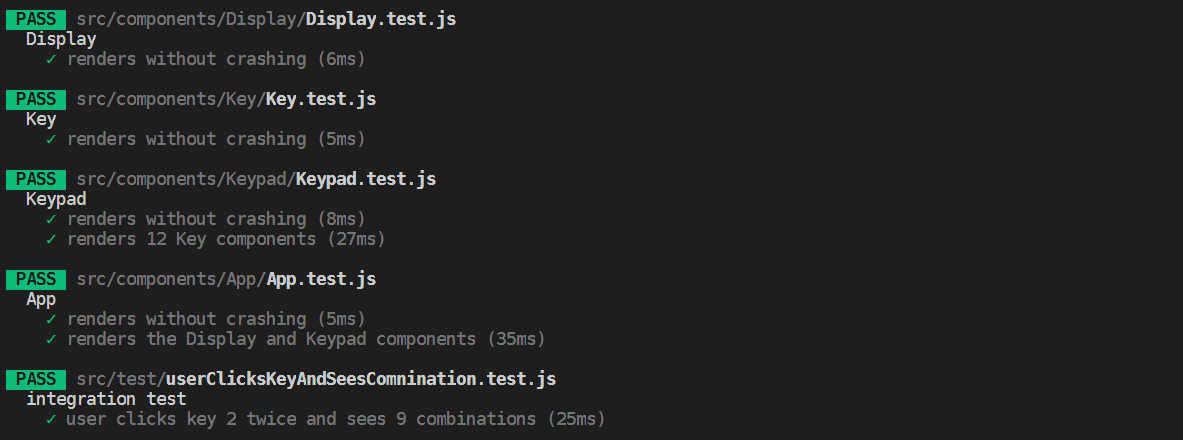 PASS src/components/Display/Display.test.js
Display
✓ renders without crashing (6ms)
PASS src/components/Key/Key.test.js
Key
✓ renders without crashing (5ms)
PASS src/components/Keypad/Keypad.test.js
Keypad
✓ renders without crashing (8ms)
✓ renders 12 Key components (27ms)
PASS src/components/App/App.test.js
App
✓ renders without crashing (5ms)
✓ renders the Display and Keypad components (35ms)
PASS src/test/userClicksKeyAndSeesComnination.test.js
integration test
✓ user clicks key 2 twice and sees 9 combinations (25ms)